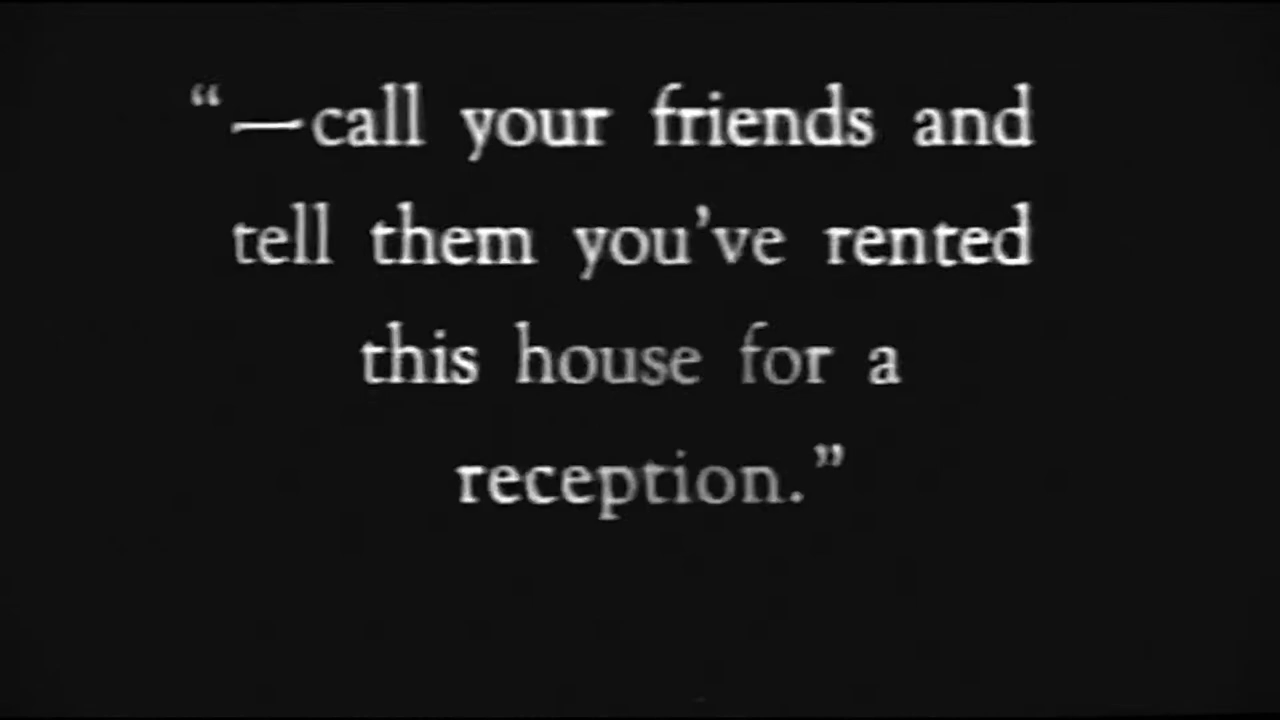 “—call your friends and
tell them you’ve rented
this house for a
reception.”